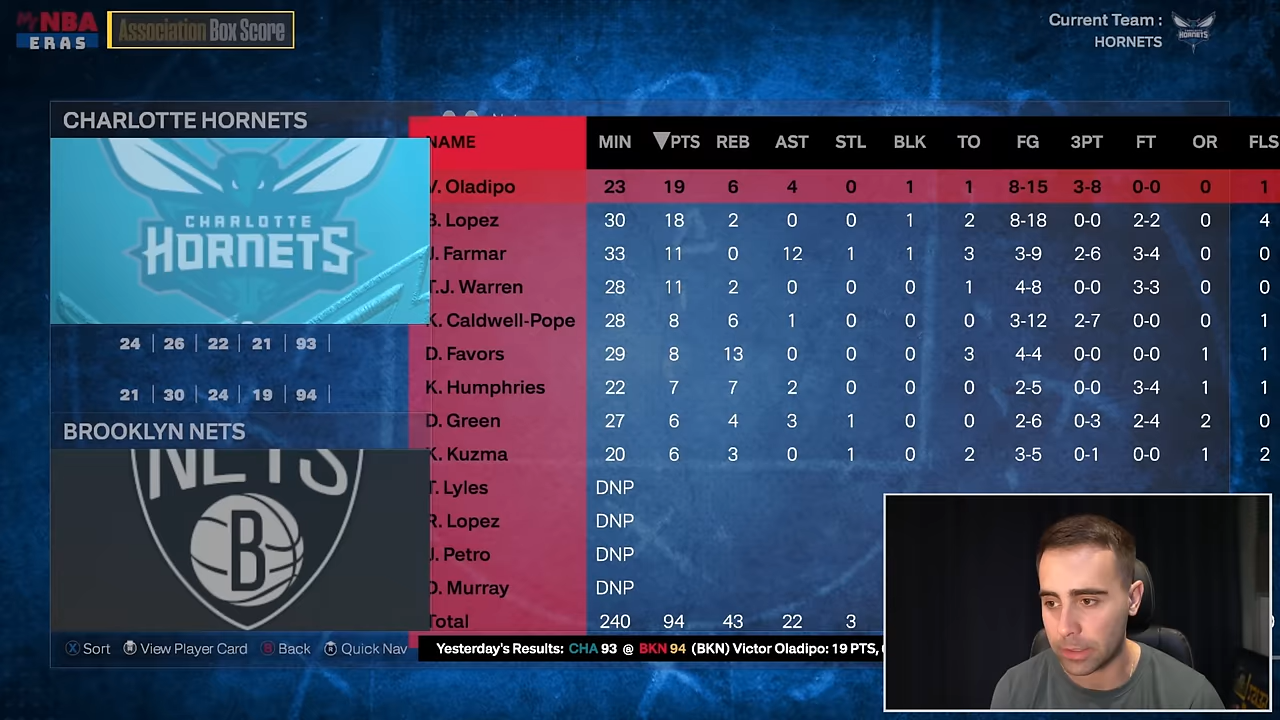 My NBA ERAS
Association Box Score
Current Team :
HORNETS
CHARLOTTE HORNETS
CHARLOTTE
HORNETS
24 26 22 21 93
21 30 24 19 94
BROOKLYN NETS
NETS
B
NAME MIN PTS REB AST STL BLK TO FG 3PT FT OR FLS
V. Oladipo 23 19 6 4 0 1 1 8-15 3-8 0-0 0 1
B. Lopez 30 18 2 0 0 1 2 8-18 0-0 2-2 0 4
J. Farmar 33 11 0 12 1 1 3 3-9 2-6 3-4 0 0
T.J. Warren 28 11 2 0 0 0 1 4-8 0-0 3-3 0 0
K. Caldwell-Pope 28 8 6 1 0 0 0 3-12 2-7 0-0 0 1
D. Favors 29 8 13 0 0 0 3 4-4 0-0 0-0 1 1
K. Humphries 22 7 7 2 0 0 0 2-5 0-0 3-4 1 1
D. Green 27 6 4 3 1 0 0 2-6 0-3 2-4 2 0
K. Kuzma 20 6 3 0 1 0 2 3-5 0-1 0-0 1 2
T. Lyles DNP
R. Lopez DNP
J. Petro DNP
D. Murray DNP
Total 240 94 43 22 3
X Sort R View Player Card B Back R Quick Nav
Yesterday's Results: CHA 93 @ BKN 94 (BKN) Victor Oladipo: 19 PTS,